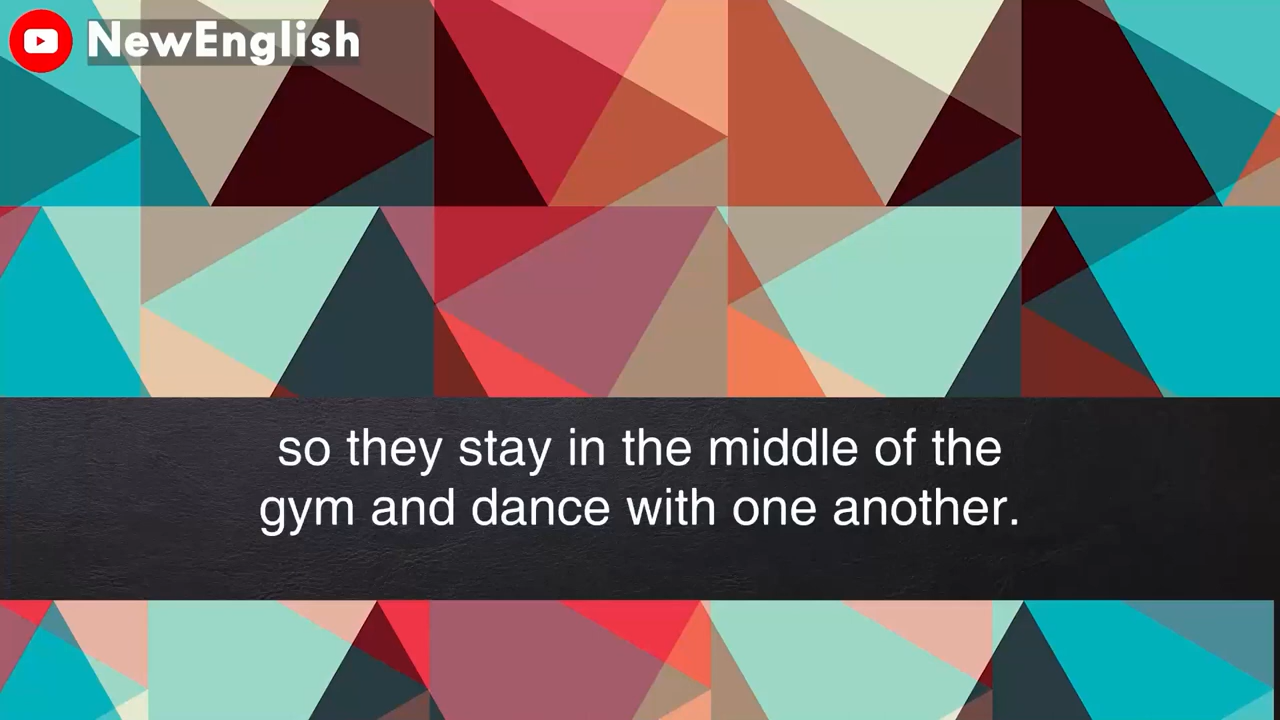 NewEnglish
so they stay in the middle of the
gym and dance with one another.